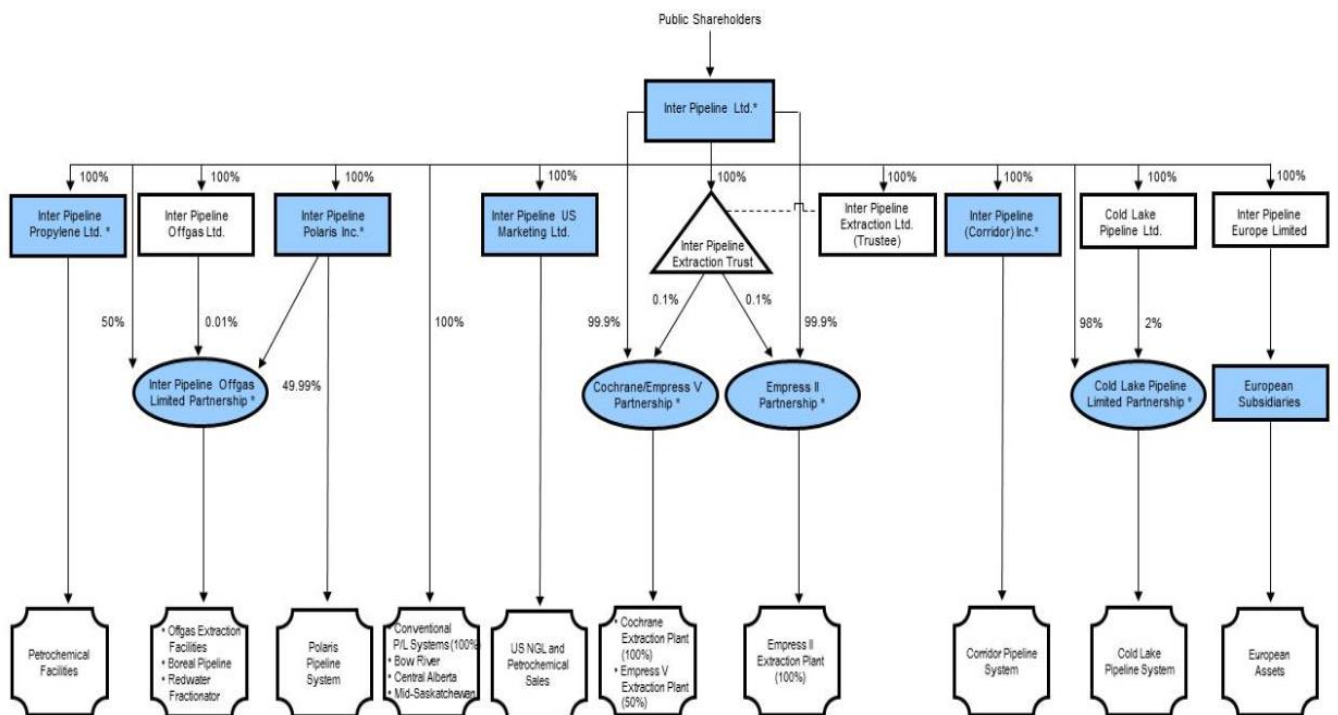 Public Shareholders
Inter Pipeline Ltd.*
100%
100%
100%
100%
100%
100%
100%
100%
100%
Inter Pipeline
Propylene Ltd. *
Inter Pipeline
Offgas Ltd.
Inter Pipeline
Polaris Inc.*
Inter Pipeline US
Marketing Ltd.
Inter Pipeline
Extraction Trust
Inter Pipeline
Extraction Ltd.
(Trustee)
Inter Pipeline
(Corridor) Inc.*
Cold Lake
Pipeline Ltd.
Inter Pipeline
Europe Limited
50%
0.01%
100%
99.9%
0.1%
0.1%
99.9%
98%
2%
49.99%
Inter Pipeline Offgas
Limited Partnership *
Cochrane/Empress V
Partnership *
Empress II
Partnership *
Cold Lake Pipeline
Limited Partnership *
European
Subsidiaries
Petrochemical
Facilities
• Offgas Extraction
Facilities
• Boreal Pipeline
• Redwater
Fractionator
Polaris
Pipeline
System
• Conventional
P/L Systems (100%)
• Bow River
• Central Alberta
• Mid-Saskatchewan
US NGL and
Petrochemical
Sales
• Cochrane
Extraction Plant
(100%)
• Empress V
Extraction Plant
(50%)
Empress II
Extraction Plant
(100%)
Corridor Pipeline
System
Cold Lake
Pipeline System
European
Assets